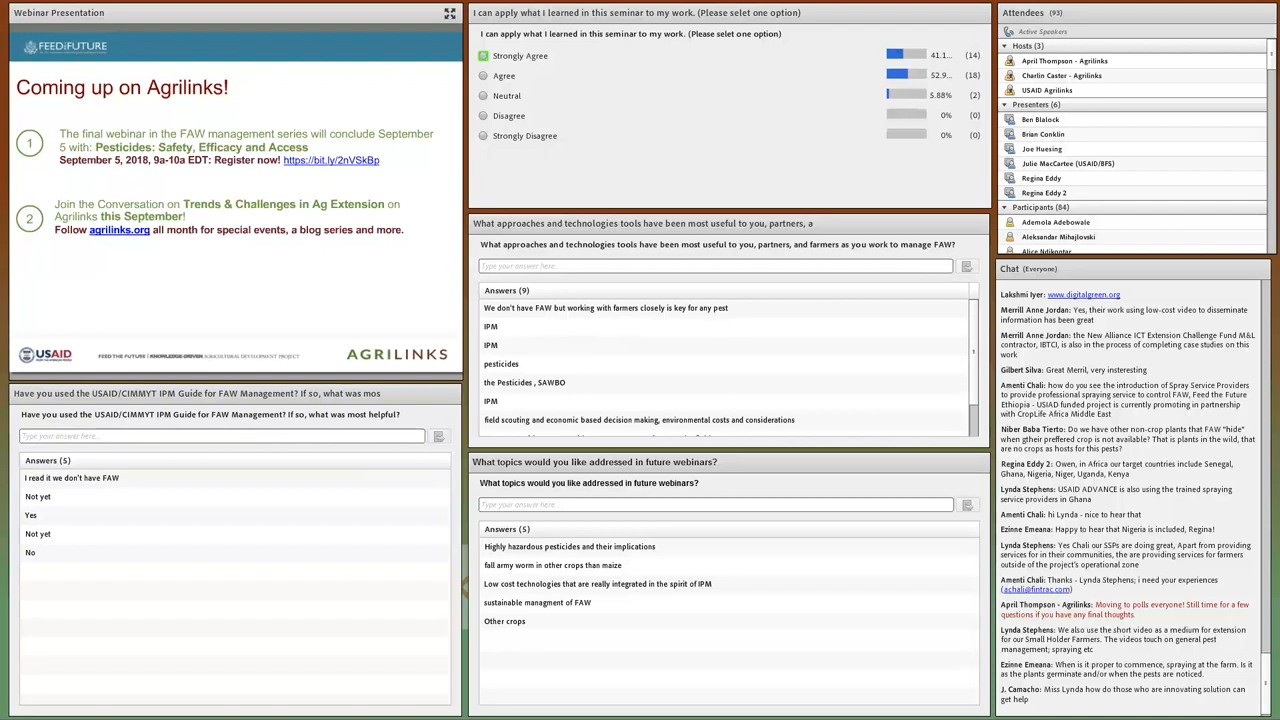 Webinar Presentation
FEED the FUTURE
Coming up on Agrilinks!
1
The final webinar in the FAW management series will conclude September
5 with: Pesticides: Safety, Efficacy and Access
September 5, 2018, 9a-10a EDT: Register now! https://bit.ly/2nVSkBp
2
Join the Conversation on Trends & Challenges in Ag Extension on
Agrilinks this September!
Follow agrilinks.org all month for special events, a blog series and more.
USAID
FEED THE FUTURE KNOWLEDGE-DRIVEN AGRICULTURAL DEVELOPMENT PROJECT
AGRILINKS
Have you used the USAID/CIMMYT IPM Guide for FAW Management? If so, what was mos
Have you used the USAID/CIMMYT IPM Guide for FAW Management? If so, what was most helpful?
Type your answer here...
Answers (5)
I read it we don't have FAW
Not yet
Yes
Not yet
No
I can apply what I learned in this seminar to my work. (Please selet one option)
I can apply what I learned in this seminar to my work. (Please selet one option)
Strongly Agree 41.1... (14)
Agree 52.9... (18)
Neutral 5.88% (2)
Disagree 0% (0)
Strongly Disagree 0% (0)
What approaches and technologies tools have been most useful to you, partners, a
What approaches and technologies tools have been most useful to you, partners, and farmers as you work to manage FAW?
Type your answer here...
Answers (9)
We don't have FAW but working with farmers closely is key for any pest
IPM
IPM
pesticides
the Pesticides , SAWBO
IPM
field scouting and economic based decision making, environmental costs and considerations
What topics would you like addressed in future webinars?
What topics would you like addressed in future webinars?
Type your answer here...
Answers (5)
Highly hazardous pesticides and their implications
fall army worm in other crops than maize
Low cost technologies that are really integrated in the spirit of IPM
sustainable managment of FAW
Other crops
Attendees (93)
Active Speakers
Hosts (3)
April Thompson - Agrilinks
Charlin Caster - Agrilinks
USAID Agrilinks
Presenters (6)
Ben Blalock
Brian Conklin
Joe Huesing
Julie MacCartee (USAID/BFS)
Regina Eddy
Regina Eddy 2
Participants (84)
Ademola Adebowale
Aleksandar Mihajlovski
Alice Ndikontar
Chat (Everyone)
Lakshmi Iyer: www.digitalgreen.org
Merrill Anne Jordan: Yes, their work using low-cost video to disseminate
information has been great
Merrill Anne Jordan: the New Alliance ICT Extension Challenge Fund M&L
contractor, IBTCI, is also in the process of completing case studies on this
work
Gilbert Silva: Great Merril, very insteresting
Amenti Chali: how do you see the introduction of Spray Service Providers
to provide professional spraying service to control FAW, Feed the Future
Ethiopia - USAID funded project is currently promoting in partnership
with CropLife Africa Middle East
Niber Baba Tierto: Do we have other non-crop plants that FAW "hide"
when gtheir preffered crop is not available? That is plants in the wild, that
are no crops as hosts for this pests?
Regina Eddy 2: Owen, in Africa our target countries include Senegal,
Ghana, Nigeria, Niger, Uganda, Kenya
Lynda Stephens: USAID ADVANCE is also using the trained spraying
service providers in Ghana
Amenti Chali: hi Lynda - nice to hear that
Ezinne Emeana: Happy to hear that Nigeria is included, Regina!
Lynda Stephens: Yes Chali our SSPs are doing great, Apart from providing
services for in their communities, the are providing services for farmers
outside of the project's operational zone
Amenti Chali: Thanks - Lynda Stephens; i need your experiences
(achali@fintrac.com)
April Thompson - Agrilinks: Moving to polls everyone! Still time for a few
questions if you have any final thoughts.
Lynda Stephens: We also use the short video as a medium for extension
for our Small Holder Farmers. The videos touch on general pest
management; spraying etc
Ezinne Emeana: When is it proper to commence, spraying at the farm. Is it
as the plants germinate and/or when the pests are noticed.
J. Camacho: Miss Lynda how do those who are innovating solution can
get help